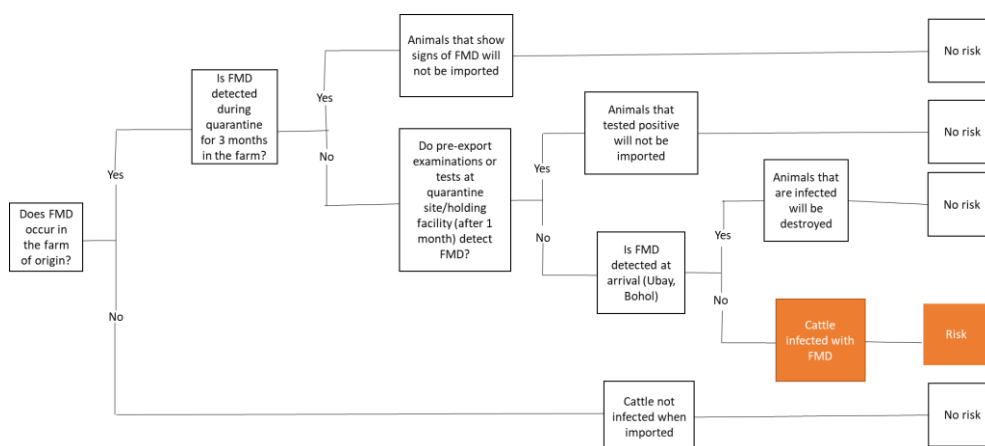 Animals that show
signs of FMD will
not be imported
No risk
Is FMD
detected
during
quarantine
for 3 months
in the farm?
Yes
No
Animals that
tested positive
will not be
imported
No risk
Do pre-export
examinations or
tests at
quarantine
site/holding
facility (after 1
month) detect
FMD?
Yes
No
Animals that
are infected
will be
destroyed
No risk
Yes
Does FMD
occur in
the farm
of origin?
Is FMD
detected at
arrival (Ubay,
Bohol)
Yes
No
No
Cattle
infected with
FMD
Risk
Cattle not
infected when
imported
No risk